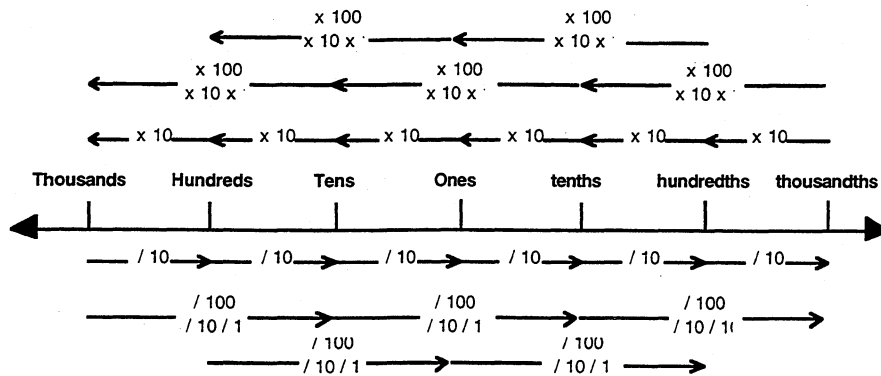 x 100 x 100
x 10 x x 10 x
x 100 x 100 x 100
x 10 x x 10 x x 10 x
x 10 x 10 x 10 x 10 x 10 x 10
Thousands Hundreds Tens Ones tenths hundredths thousandths
/ 10 / 10 / 10 / 10 / 10 / 10
/ 100 / 100 / 100
/ 10 / 1 / 10 / 1 / 10 / 1
/ 100 / 100
/ 10 / 1 / 10 / 1